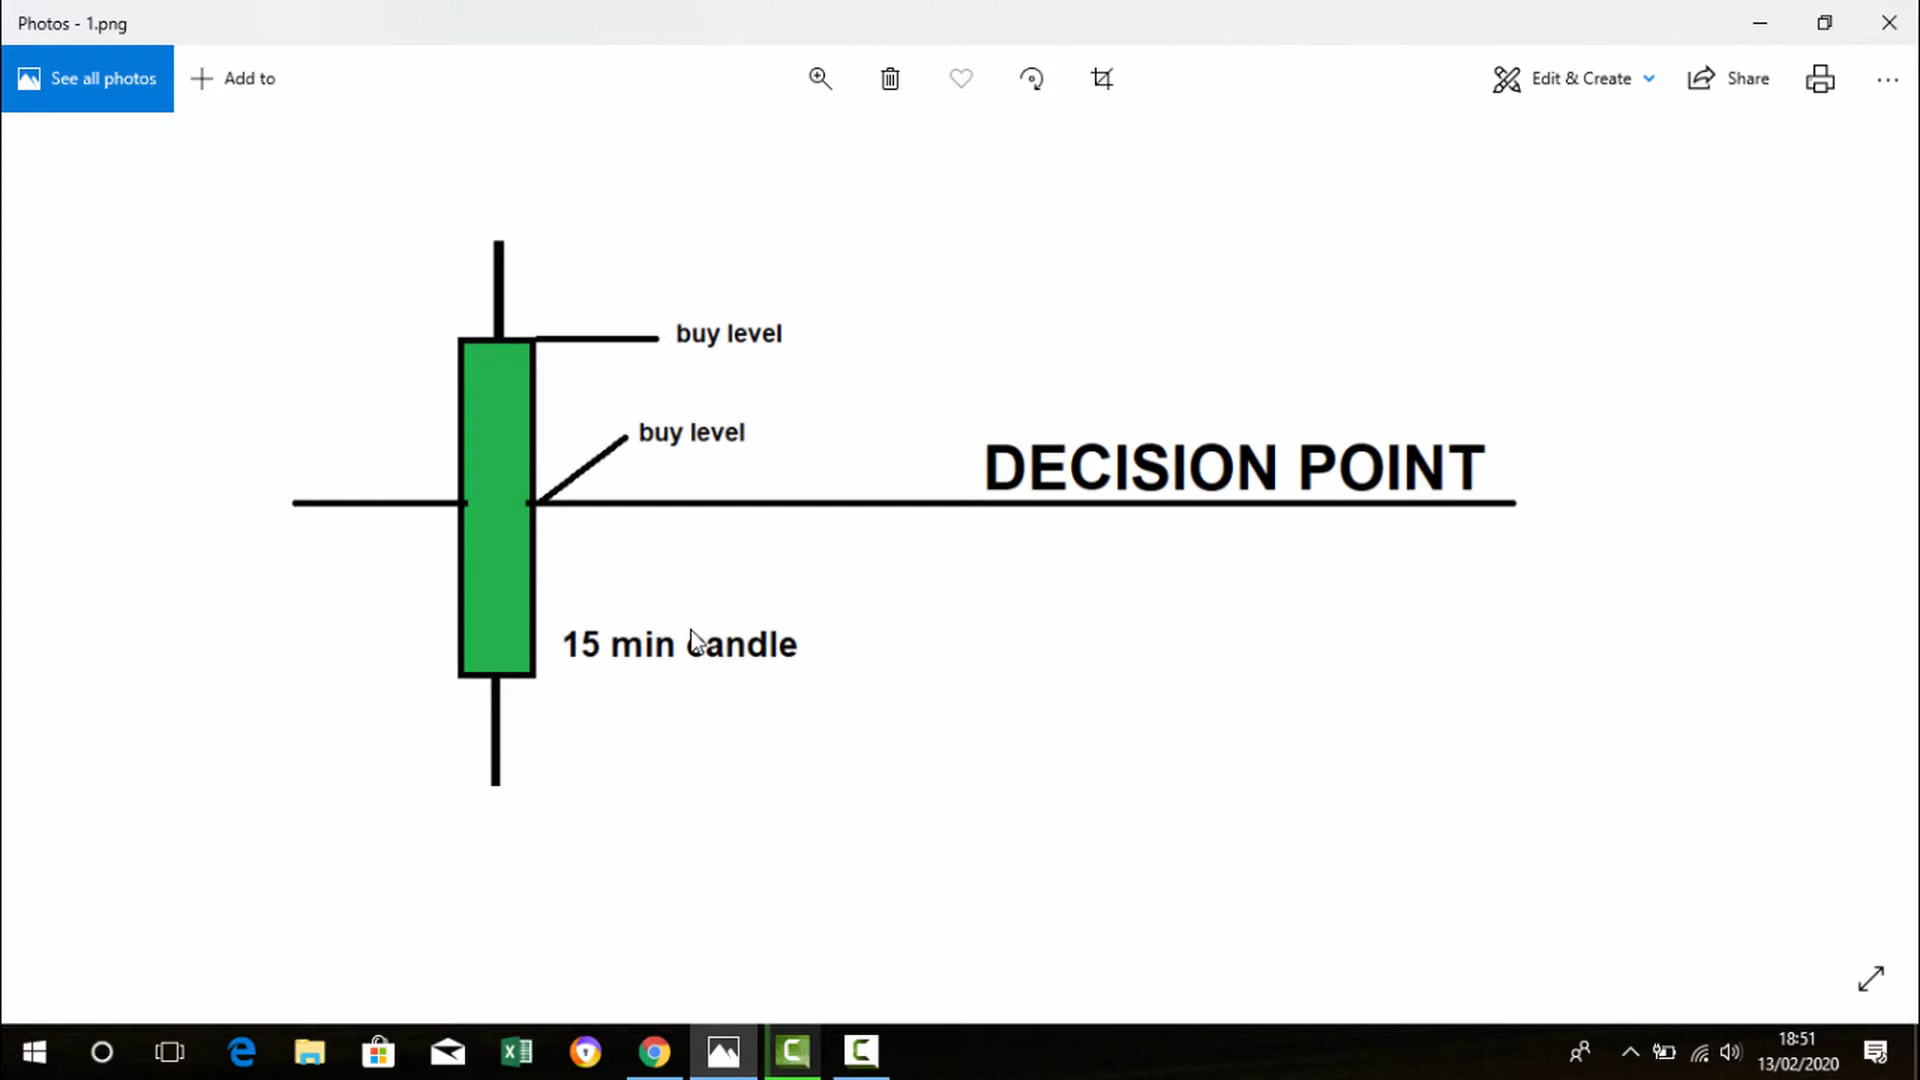 Photos - 1.png
See all photos
Add to
Edit & Create
Share
buy level
buy level
DECISION POINT
15 min candle
18:51
13/02/2020